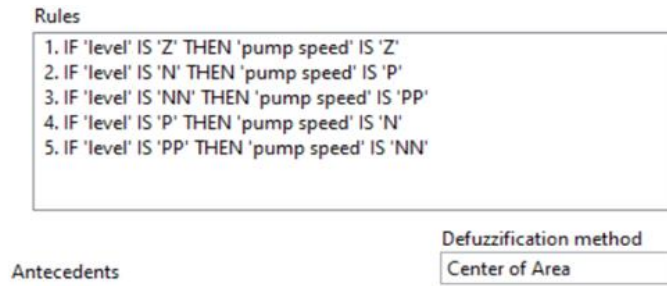 Rules
1. IF 'level' IS 'Z' THEN 'pump speed' IS 'Z'
2. IF 'level' IS 'N' THEN 'pump speed' IS 'P'
3. IF 'level' IS 'NN' THEN 'pump speed' IS 'PP'
4. IF 'level' IS 'P' THEN 'pump speed' IS 'N'
5. IF 'level' IS 'PP' THEN 'pump speed' IS 'NN'
Defuzzification method
Antecedents
Center of Area